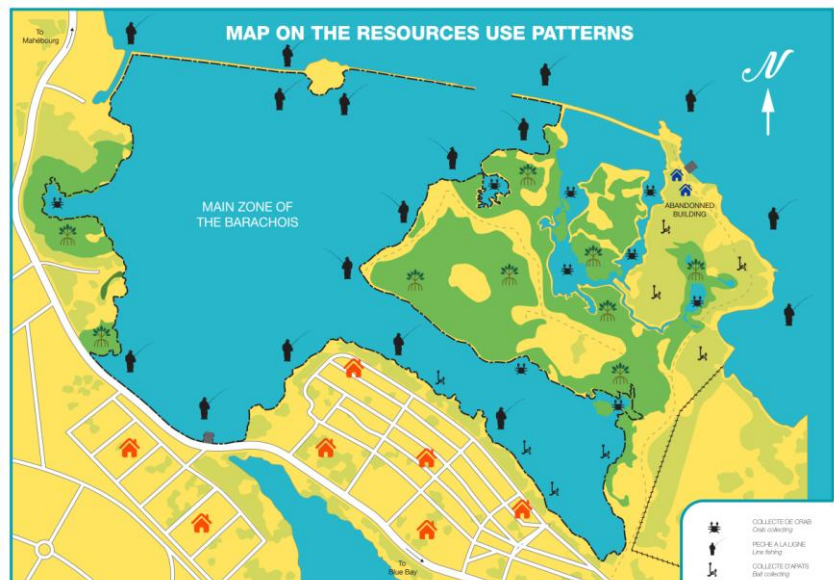 MAP ON THE RESOURCES USE PATTERNS
To
Mahébourg
N
MAIN ZONE OF
THE BARACHOIS
ABANDONNED
BUILDING
To
Blue Bay
COLLECTE DE CRAB
Crab collecting
PECHE A LA LIGNE
Line fishing
COLLECTE D'APATS
Bait collecting